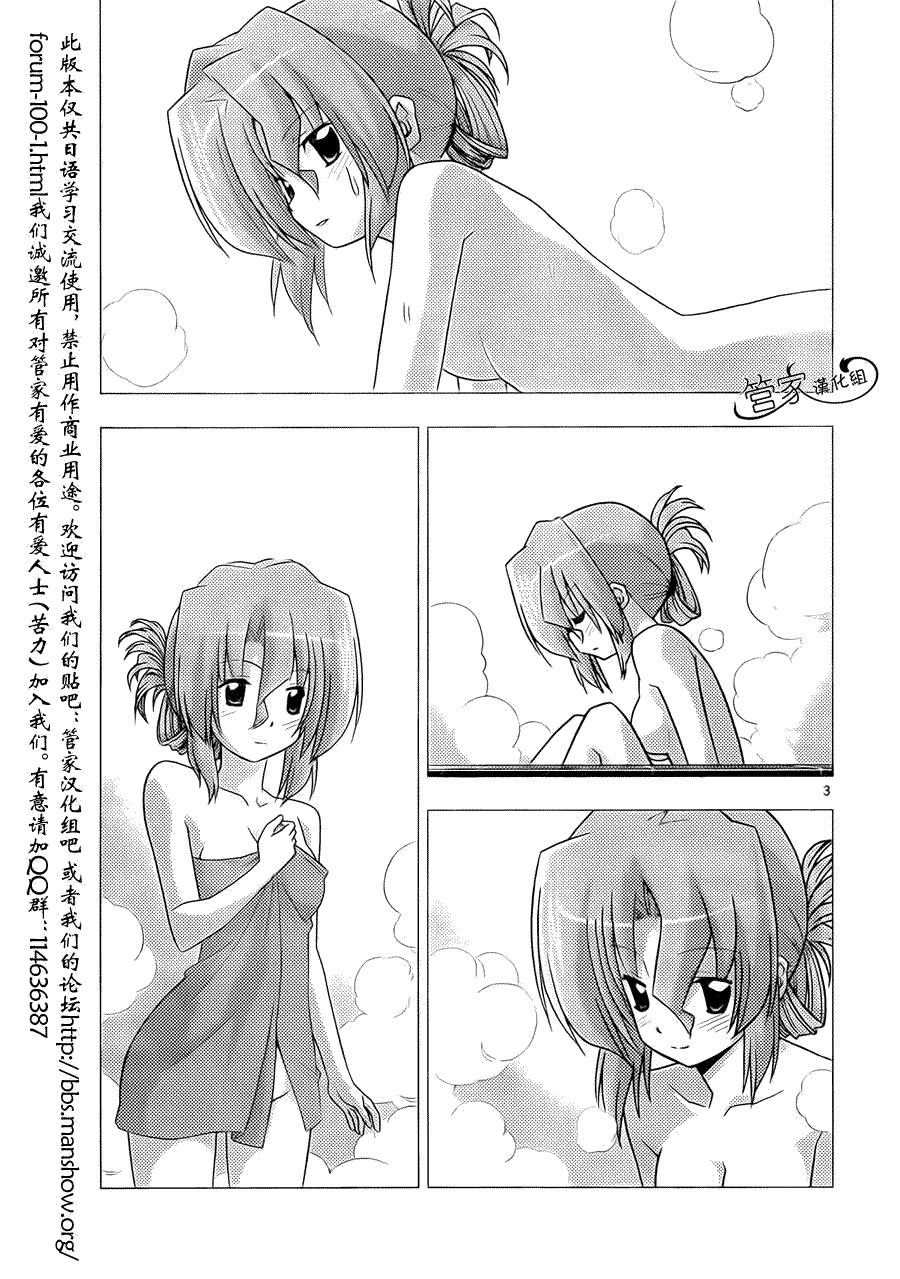 此版本仅共日语学习交流使用，禁止用作商业用途。欢迎访问我们的贴吧：管家汉化组吧 或者我们的论坛http://bbs.manshow.org/
forum-100-1.html我们诚邀所有对管家有爱的各位有爱人士(苦力)加入我们。有意请加QQ群：114636387
管家 漢化組
3